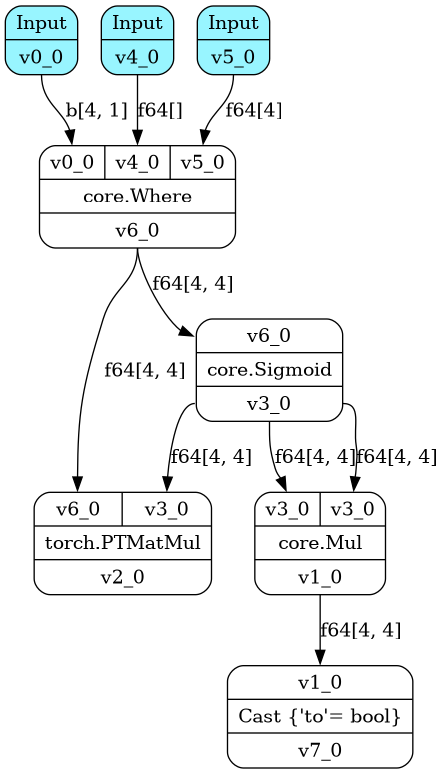 Input Input Input
v0_0 v4_0 v5_0
b[4, 1] f64[] f64[4]
v0_0 v4_0 v5_0
core.Where
v6_0
f64[4, 4]
v6_0
f64[4, 4] core.Sigmoid
v3_0
f64[4, 4] f64[4, 4] f64[4, 4]
v6_0 v3_0 v3_0 v3_0
torch.PTMatMul core.Mul
v2_0 v1_0
f64[4, 4]
v1_0
Cast {'to'= bool}
v7_0